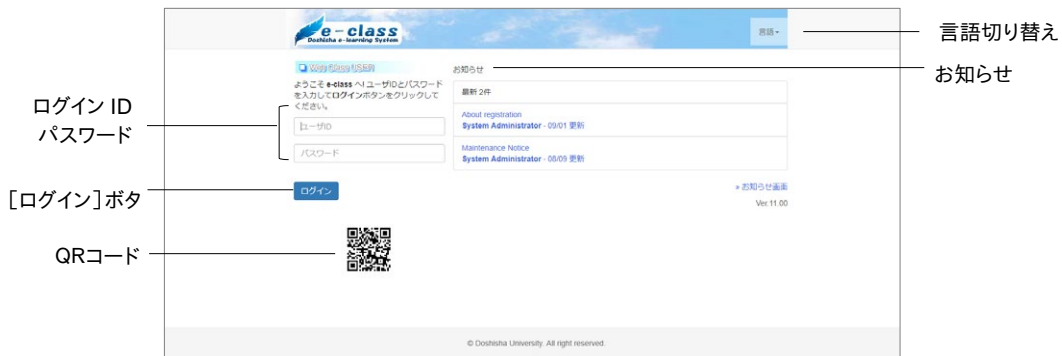 e-class
Doshisha e-learning System
言語
言語切り替え
Web Class USER
お知らせ
お知らせ
ようこそ e-class へ! ユーザIDとパスワード
を入力してログインボタンをクリックして
ください。
最新 2件
ログイン ID
パスワード
ユーザID
パスワード
About registration
System Administrator - 09/01 更新
Maintenance Notice
System Administrator - 08/09 更新
[ログイン]ボタ
ログイン
» お知らせ画面
Ver.11.00
QRコード
© Doshisha University. All right reserved.